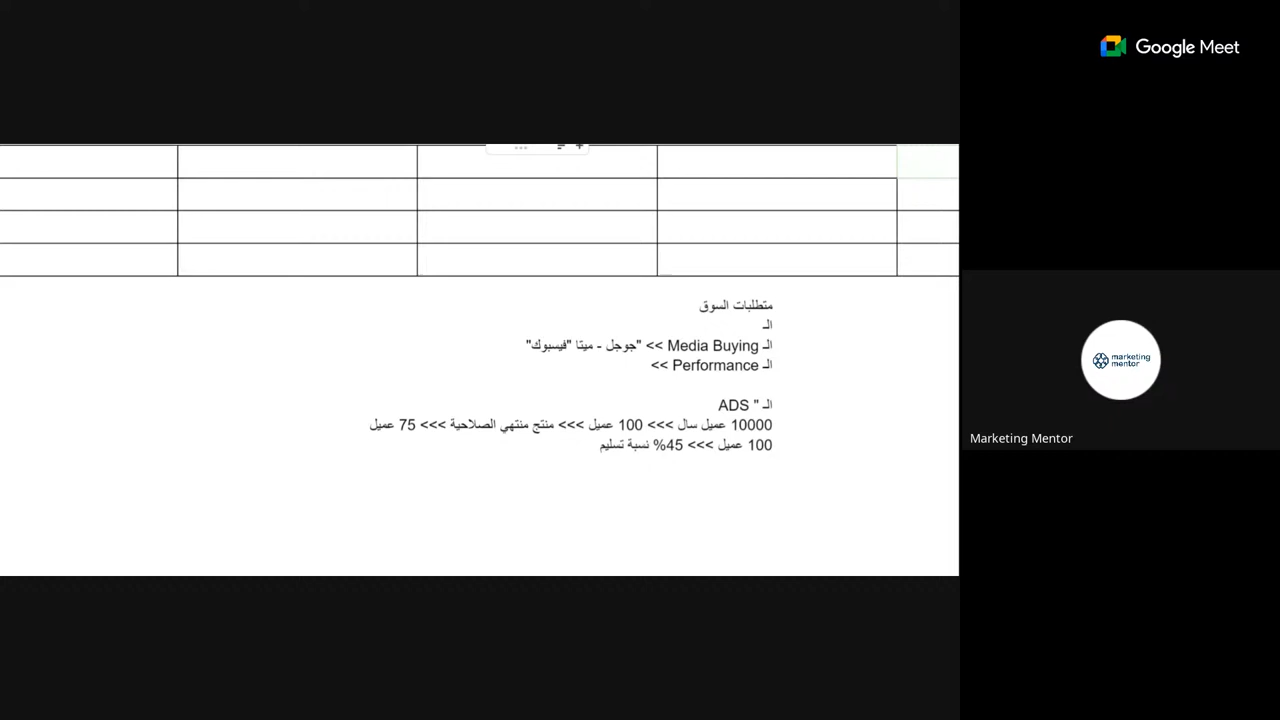 Google Meet
متطلبات السوق
الـ
الـ Media Buying >> "جوجل - ميتا "فيسبوك"
الـ Performance >>
الـ " ADS
10000 عميل سال >>> 100 عميل >>> منتج منتهي الصلاحية >>> 75 عميل
100 عميل >>> 45% نسبة تسليم
marketing
mentor
Marketing Mentor